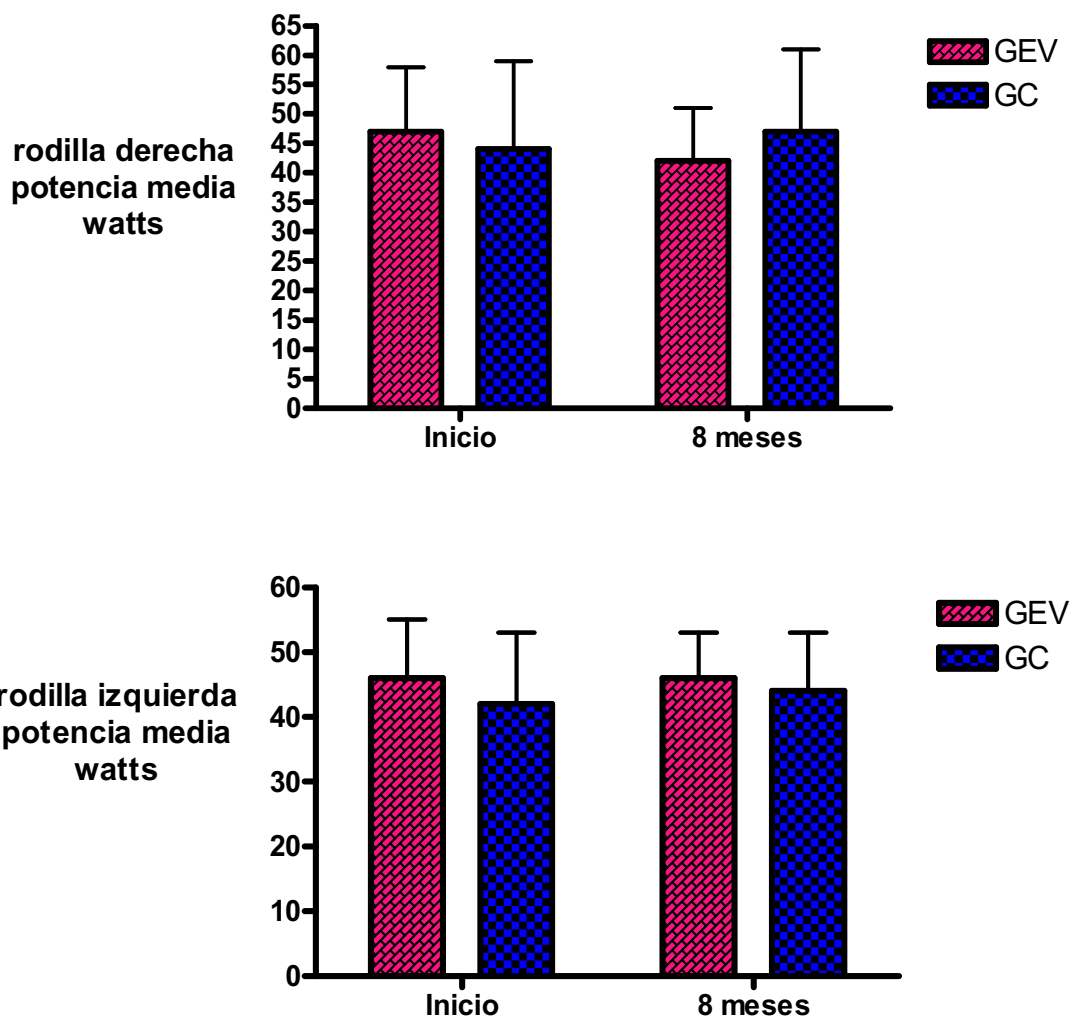 65
60
55
50
45
40
35
30
25
20
15
10
5
0
rodilla derecha
potencia media
watts
Inicio
8 meses
GEV
GC
60
50
40
30
20
10
0
rodilla izquierda
potencia media
watts
Inicio
8 meses
GEV
GC